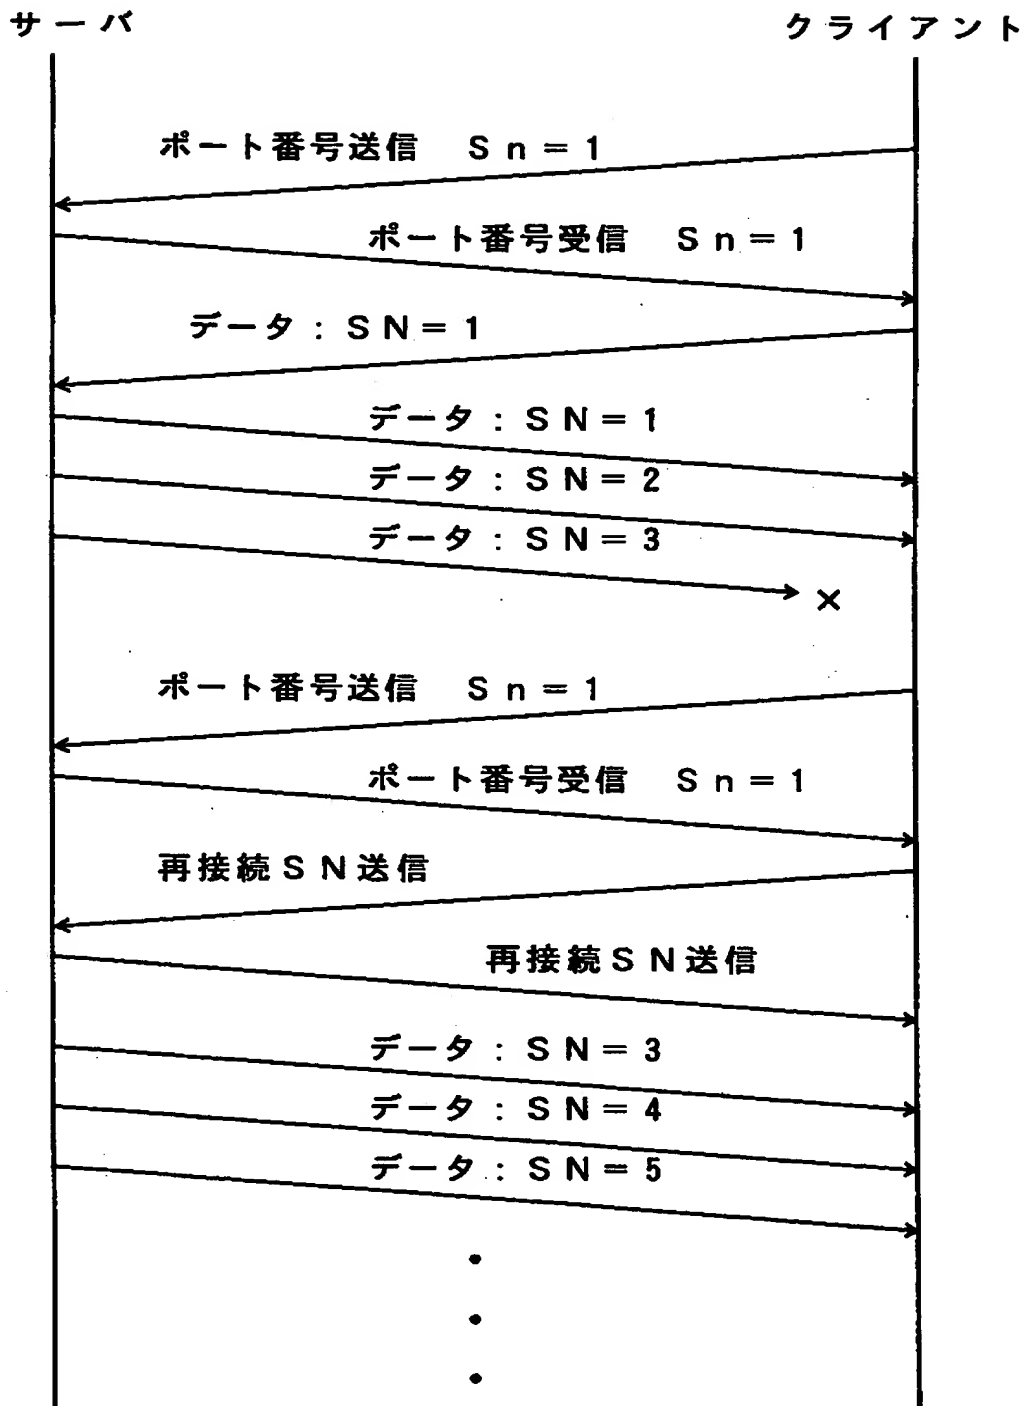 サーバ
クライアント
ポート番号送信 Sn=1
ポート番号受信 Sn=1
データ:SN=1
データ:SN=1
データ:SN=2
データ:SN=3
×
ポート番号送信 Sn=1
ポート番号受信 Sn=1
再接続SN送信
再接続SN送信
データ:SN=3
データ:SN=4
データ:SN=5